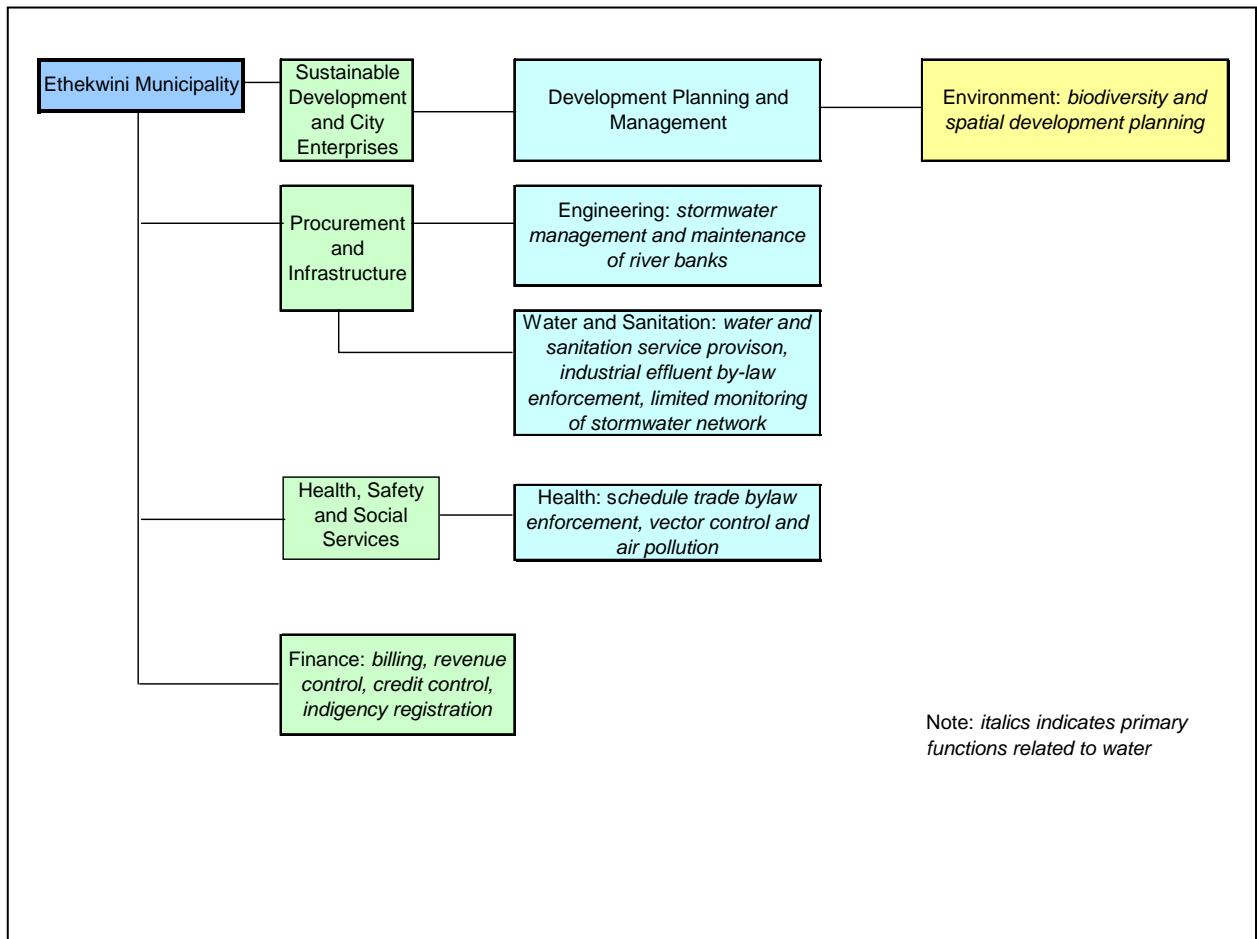 Ethekwini Municipality
Sustainable
Development
and City
Enterprises
Development Planning and
Management
Environment: biodiversity and
spatial development planning
Procurement
and
Infrastructure
Engineering: stormwater
management and maintenance
of river banks
Water and Sanitation: water and
sanitation service provison,
industrial effluent by-law
enforcement, limited monitoring
of stormwater network
Health, Safety
and Social
Services
Health: schedule trade bylaw
enforcement, vector control and
air pollution
Finance: billing, revenue
control, credit control,
indigency registration
Note: italics indicates primary
functions related to water